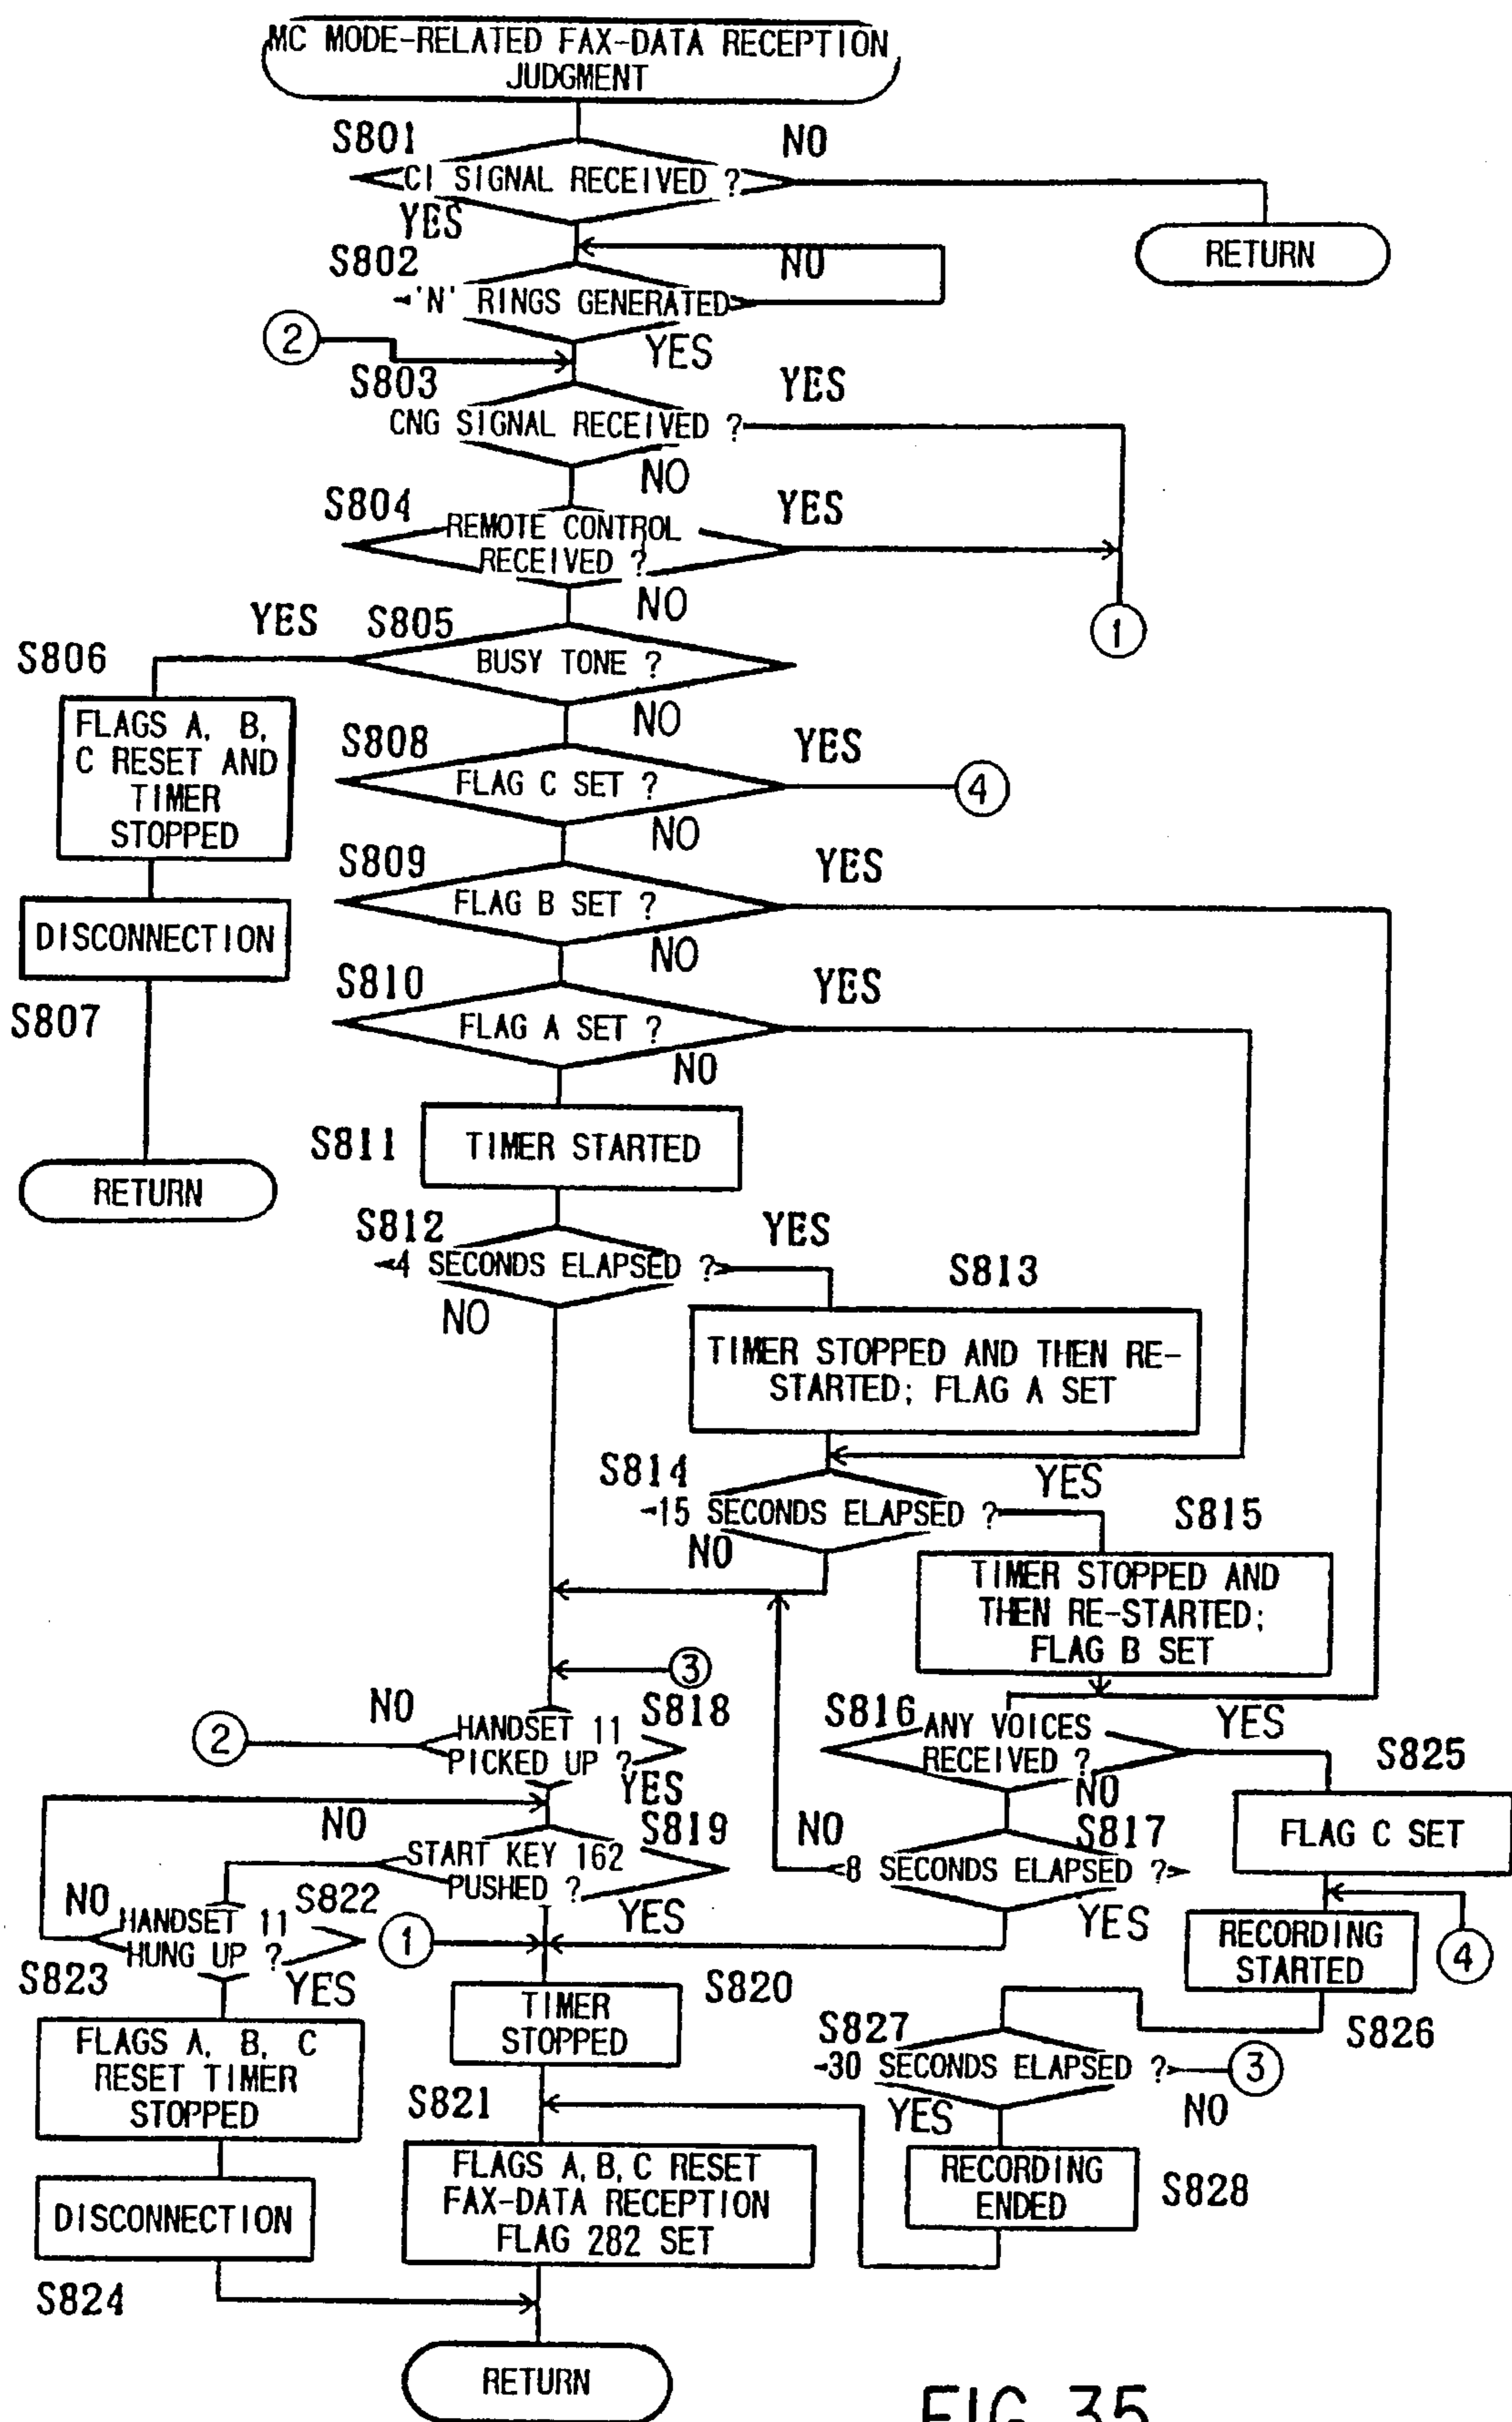 MC MODE-RELATED FAX-DATA RECEPTION
JUDGMENT
S801
NO
CI SIGNAL RECEIVED ?
YES
RETURN
S802
NO
'N' RINGS GENERATED
2
YES
S803
YES
CNG SIGNAL RECEIVED ?
NO
S804
YES
REMOTE CONTROL
RECEIVED ?
NO
1
YES
S805
S806
BUSY TONE ?
NO
FLAGS A, B,
C RESET AND
TIMER
STOPPED
S808
YES
FLAG C SET ?
4
NO
S809
YES
FLAG B SET ?
NO
DISCONNECTION
S807
S810
YES
FLAG A SET ?
NO
S811
TIMER STARTED
RETURN
S812
YES
4 SECONDS ELAPSED ?
NO
S813
TIMER STOPPED AND THEN RE-
STARTED; FLAG A SET
S814
YES
15 SECONDS ELAPSED ?
NO
S815
TIMER STOPPED AND
THEN RE-STARTED;
FLAG B SET
3
NO
S818
2
HANDSET 11
PICKED UP ?
YES
S816
ANY VOICES
RECEIVED ?
YES
NO
S825
FLAG C SET
NO
S819
START KEY 162
PUSHED ?
YES
NO
S817
8 SECONDS ELAPSED ?
YES
NO
S822
HANDSET 11
HUNG UP ?
YES
1
RECORDING
STARTED
4
S826
S823
FLAGS A, B, C
RESET TIMER
STOPPED
S820
TIMER
STOPPED
S827
30 SECONDS ELAPSED ?
3
YES
NO
S821
FLAGS A,B,C RESET
FAX-DATA RECEPTION
FLAG 282 SET
RECORDING
ENDED
S828
DISCONNECTION
S824
RETURN
FIG.35